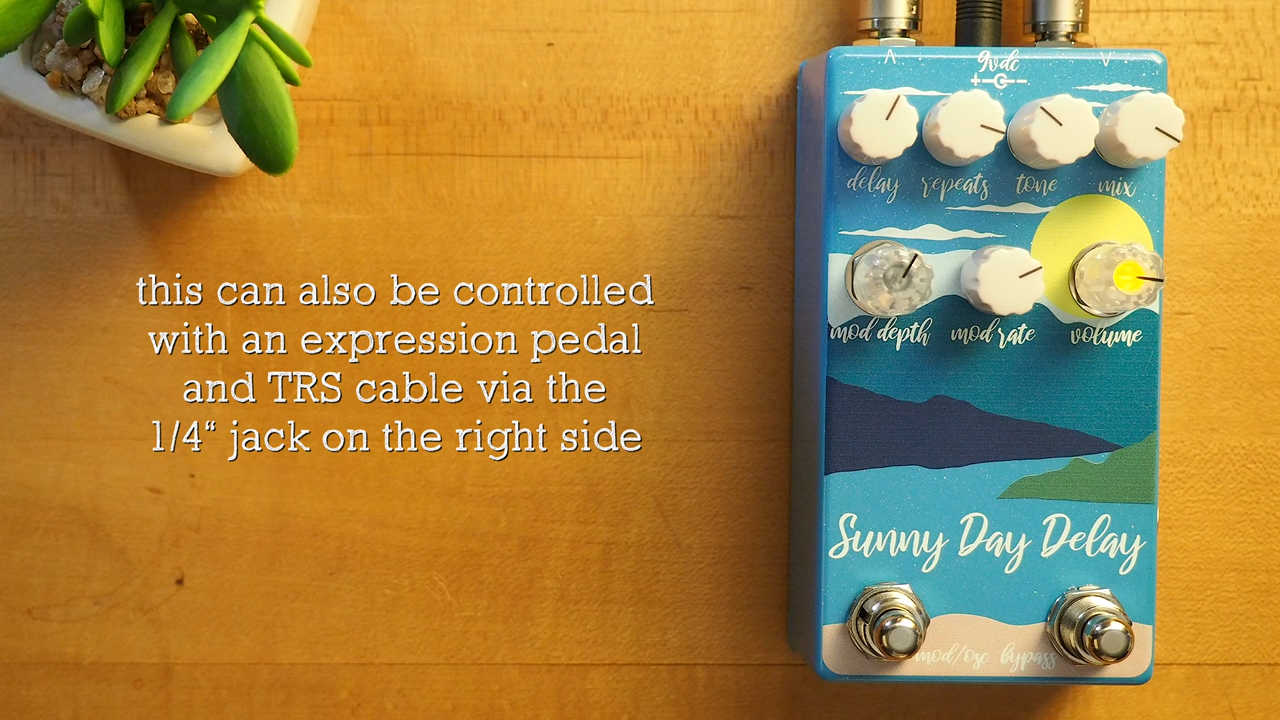 this can also be controlled
with an expression pedal
and TRS cable via the
1/4“ jack on the right side
9vdc
delay repeats tone mix
mod depth mod rate volume
Sunny Day Delay
mod/osc bypass